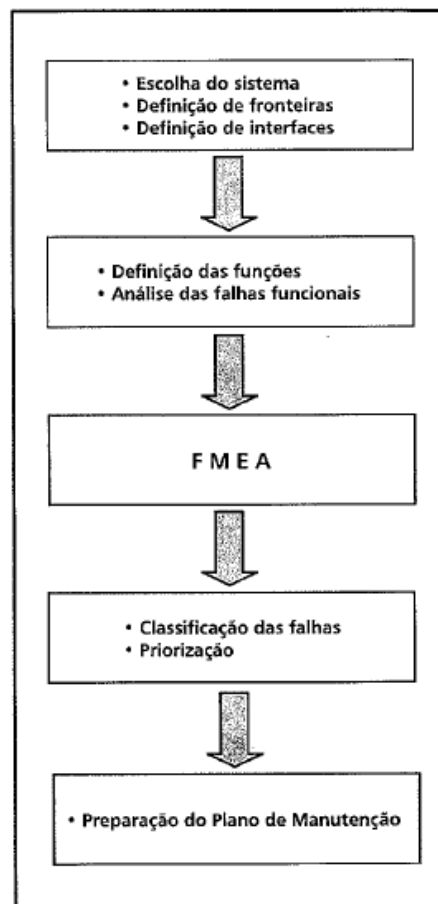 • Escolha do sistema
• Definição de fronteiras
• Definição de interfaces
• Definição das funções
• Análise das falhas funcionais
F M E A
• Classificação das falhas
• Priorização
• Preparação do Plano de Manutenção